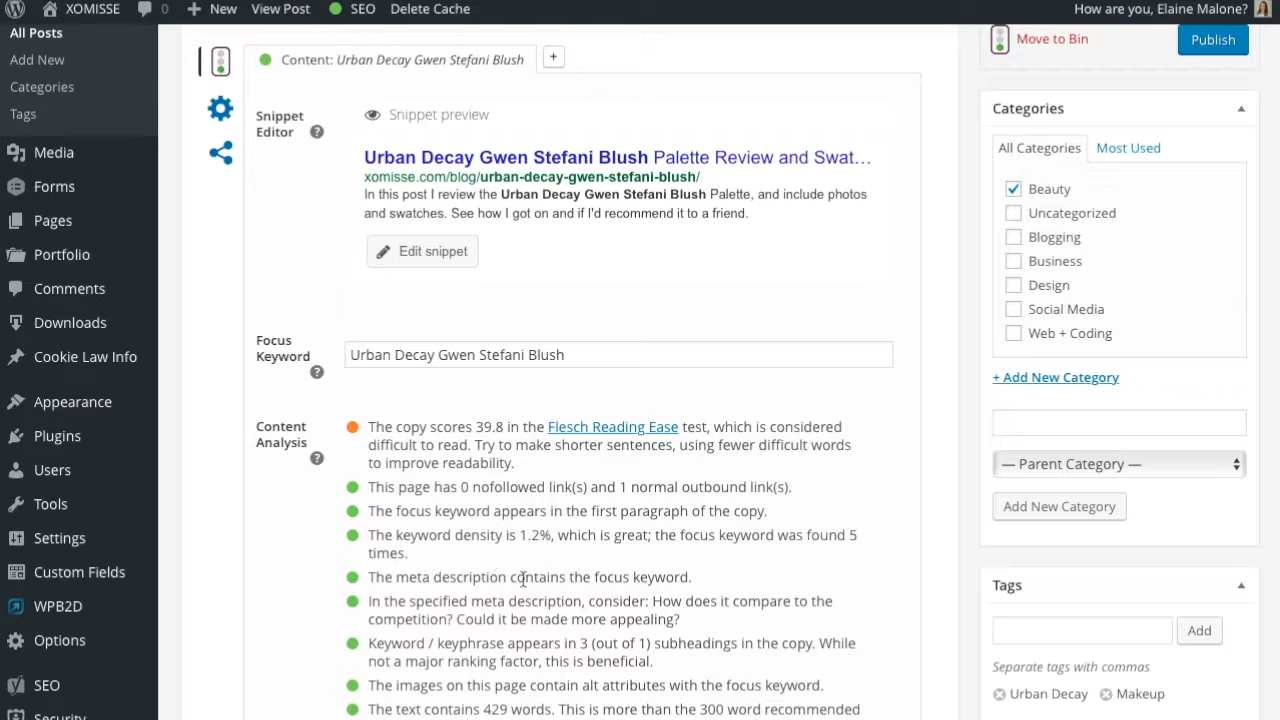 XOMISSE 0 New View Post SEO Delete Cache How are you, Elaine Malone?
All Posts
Add New
Categories
Tags
Media
Forms
Pages
Portfolio
Comments
Downloads
Cookie Law Info
Appearance
Plugins
Users
Tools
Settings
Custom Fields
WPB2D
Options
SEO
Security
Content: Urban Decay Gwen Stefani Blush
+
Snippet
Editor ?
Snippet preview
Urban Decay Gwen Stefani Blush Palette Review and Swat...
xomisse.com/blog/urban-decay-gwen-stefani-blush/
In this post I review the Urban Decay Gwen Stefani Blush Palette, and include photos
and swatches. See how I got on and if I'd recommend it to a friend.
Edit snippet
Focus
Keyword
?
Urban Decay Gwen Stefani Blush
Content
Analysis
?
The copy scores 39.8 in the Flesch Reading Ease test, which is considered
difficult to read. Try to make shorter sentences, using fewer difficult words
to improve readability.
This page has 0 nofollowed link(s) and 1 normal outbound link(s).
The focus keyword appears in the first paragraph of the copy.
The keyword density is 1.2%, which is great; the focus keyword was found 5
times.
The meta description contains the focus keyword.
In the specified meta description, consider: How does it compare to the
competition? Could it be made more appealing?
Keyword / keyphrase appears in 3 (out of 1) subheadings in the copy. While
not a major ranking factor, this is beneficial.
The images on this page contain alt attributes with the focus keyword.
The text contains 429 words. This is more than the 300 word recommended
Move to Bin
Publish
Categories
All Categories Most Used
Beauty
Uncategorized
Blogging
Business
Design
Social Media
Web + Coding
+ Add New Category
— Parent Category —
Add New Category
Tags
Add
Separate tags with commas
Urban Decay Makeup